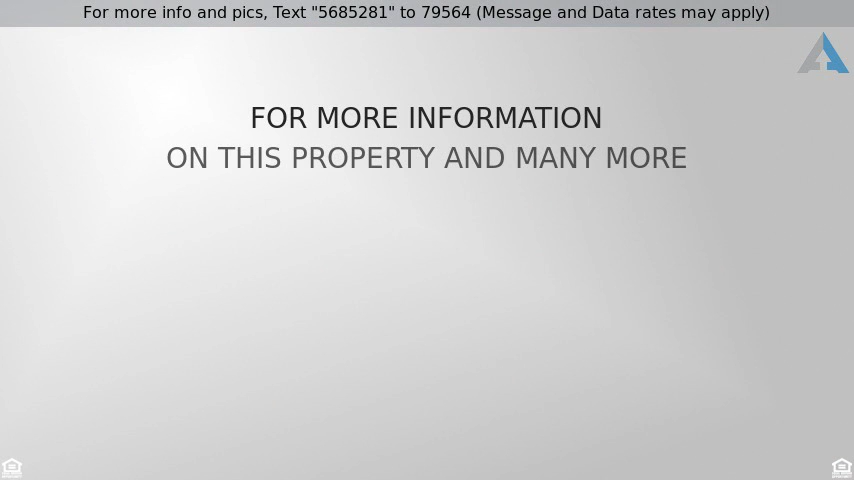 For more info and pics, Text "5685281" to 79564 (Message and Data rates may apply)
FOR MORE INFORMATION
ON THIS PROPERTY AND MANY MORE